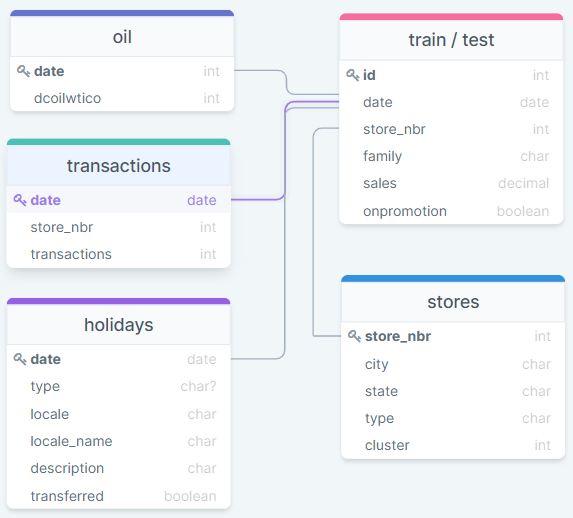 oil
date int
dcoilwtico int
transactions
date date
store_nbr int
transactions int
holidays
date date
type char?
locale char
locale_name char
description char
transferred boolean
train / test
id int
date date
store_nbr int
family char
sales decimal
onpromotion boolean
stores
store_nbr int
city char
state char
type char
cluster int